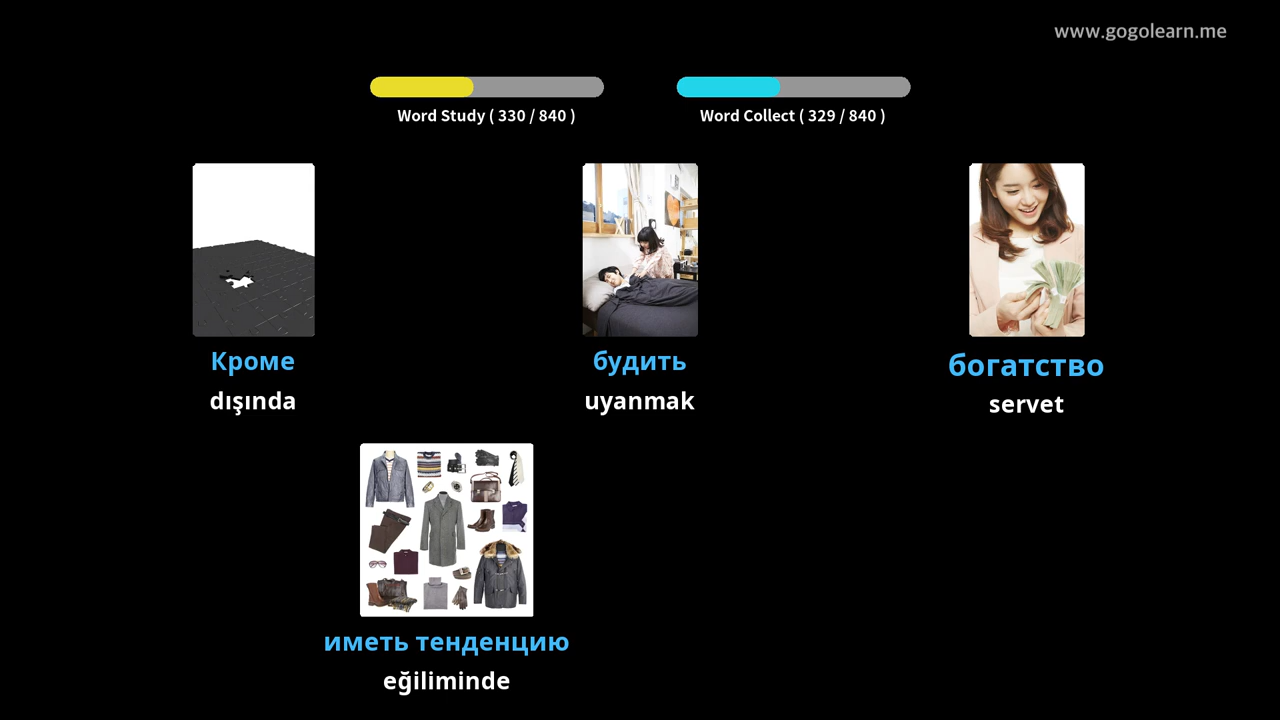 www.gogolearn.me
Word Study ( 330 / 840 )
Word Collect ( 329 / 840 )
Кроме
dışında
будить
uyanmak
богатство
servet
иметь тенденцию
eğiliminde